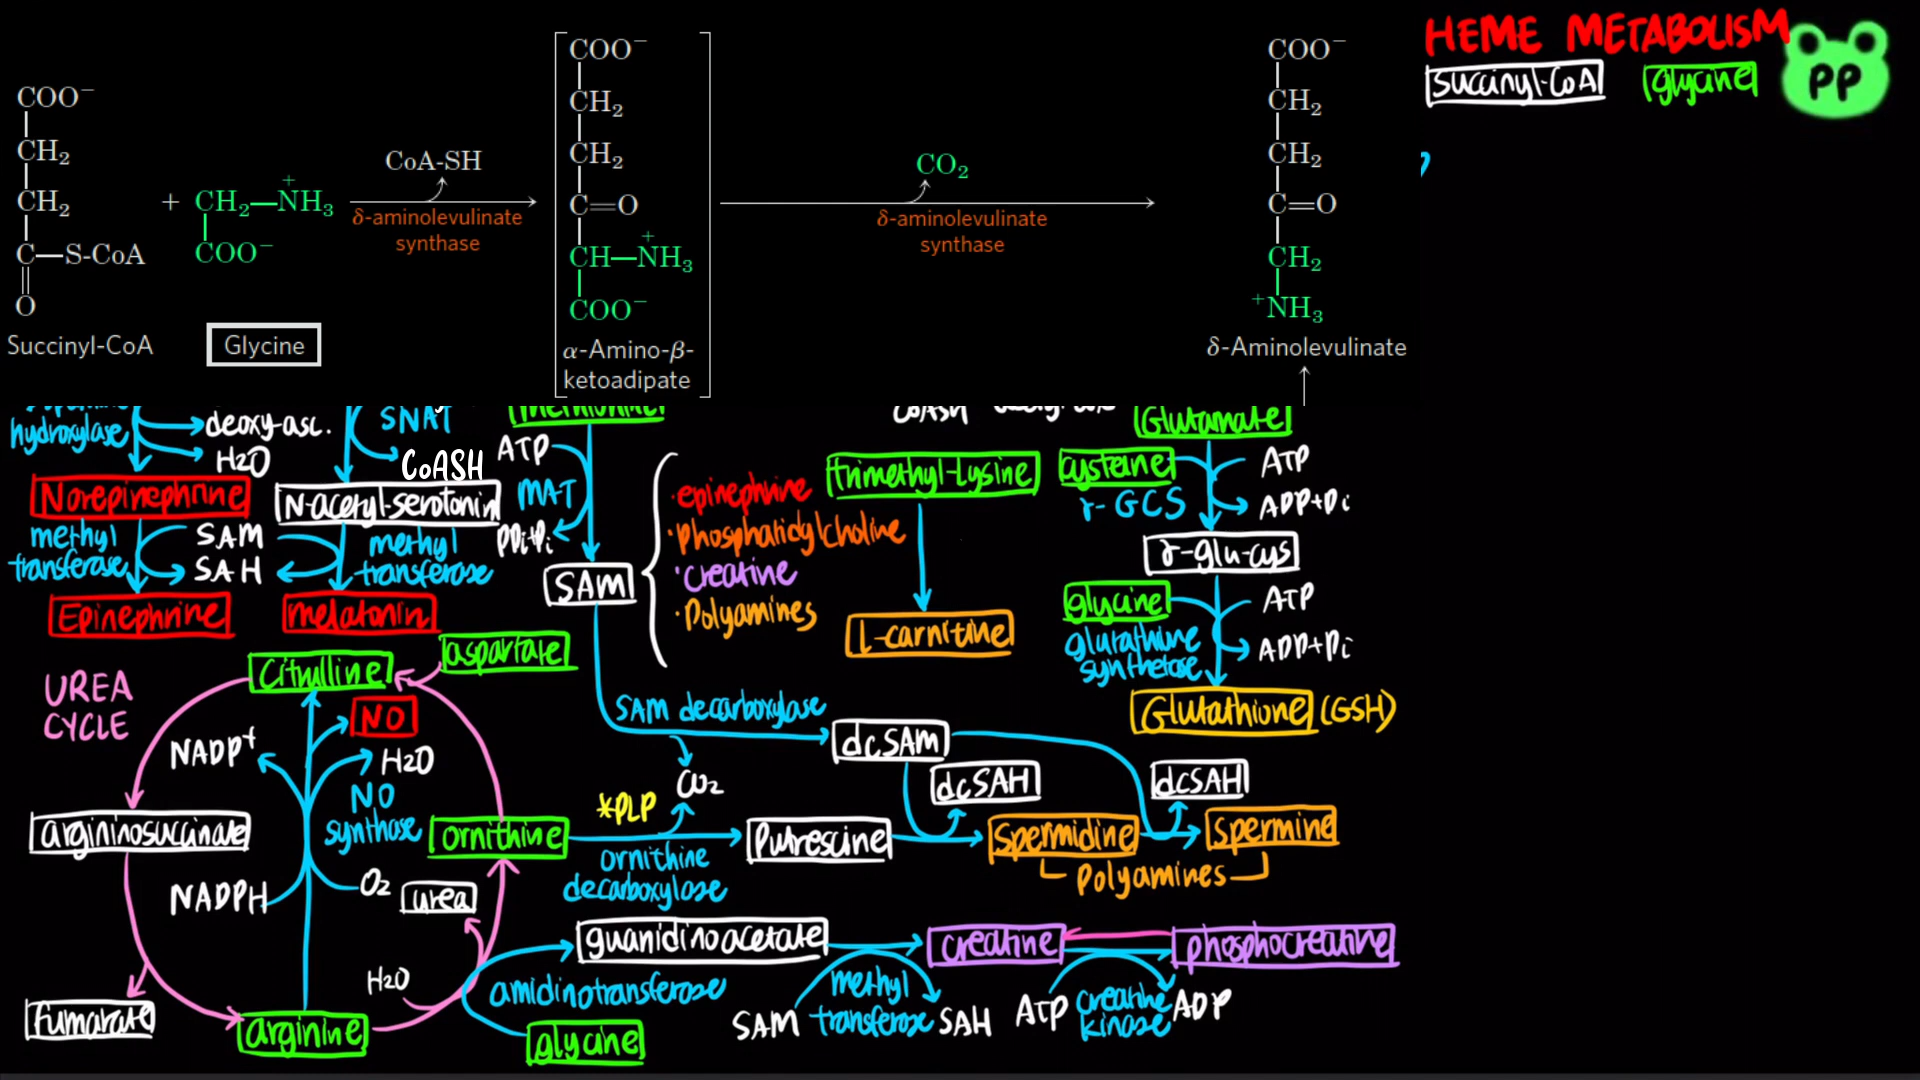 HEME METABOLISM
succinyl-CoA glycine PP
COO⁻
CH₂
CH₂
C—S-CoA
O
Succinyl-CoA
+
CH₂—NH₃
+
COO⁻
Glycine
CoA-SH
δ-aminolevulinate
synthase
COO⁻
CH₂
CH₂
C=O
+
CH—NH₃
COO⁻
α-Amino-β-
ketoadipate
CO₂
δ-aminolevulinate
synthase
COO⁻
CH₂
CH₂
C=O
CH₂
⁺NH₃
δ-Aminolevulinate
hydroxylase
deoxy-asc.
H₂O
Norepinephrine
methyl
transferase
SAM
SAH
Epinephrine
SNAT
CoASH
N-acetyl-serotonin
methyl
transferase
melatonin
methionine
ATP
MAT
PPi+Pi
SAM
·epinephrine
·Phosphatidylcholine
·Creatine
·Polyamines
CoASH
trimethyl-lysine
L-carnitine
Glutamate
cysteine
ATP
γ-GCS
ADP+Pi
γ-glu-cys
glycine
ATP
glutathione
synthetase
ADP+Pi
Glutathione (GSH)
UREA
CYCLE
Citrulline
aspartate
NO
NADP⁺
H₂O
NO
synthase
argininosuccinate
ornithine
NADPH
O₂
urea
H₂O
fumarate
arginine
SAM decarboxylase
dcSAM
CO₂
*PLP
ornithine
decarboxylase
Putrescine
dcSAH
dcSAH
Spermidine
Spermine
Polyamines
guanidinoacetate
amidinotransferase
glycine
creatine
phosphocreatine
SAM
methyl
transferase
SAH
ATP
creatine
kinase
ADP